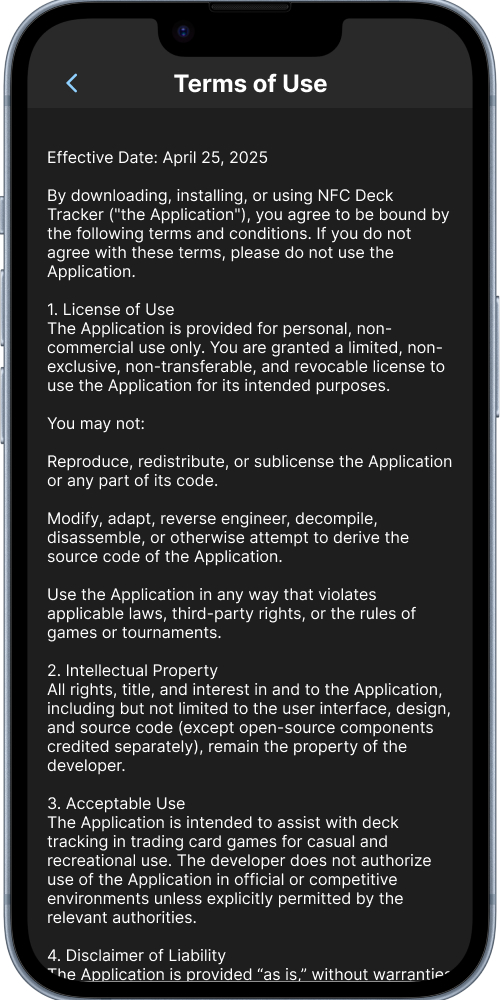 Terms of Use
Effective Date: April 25, 2025
By downloading, installing, or using NFC Deck
Tracker ("the Application"), you agree to be bound by
the following terms and conditions. If you do not
agree with these terms, please do not use the
Application.
1. License of Use
The Application is provided for personal, non-
commercial use only. You are granted a limited, non-
exclusive, non-transferable, and revocable license to
use the Application for its intended purposes.
You may not:
Reproduce, redistribute, or sublicense the Application
or any part of its code.
Modify, adapt, reverse engineer, decompile,
disassemble, or otherwise attempt to derive the
source code of the Application.
Use the Application in any way that violates
applicable laws, third-party rights, or the rules of
games or tournaments.
2. Intellectual Property
All rights, title, and interest in and to the Application,
including but not limited to the user interface, design,
and source code (except open-source components
credited separately), remain the property of the
developer.
3. Acceptable Use
The Application is intended to assist with deck
tracking in trading card games for casual and
recreational use. The developer does not authorize
use of the Application in official or competitive
environments unless explicitly permitted by the
relevant authorities.
4. Disclaimer of Liability
The Application is provided “as is,” without warranties